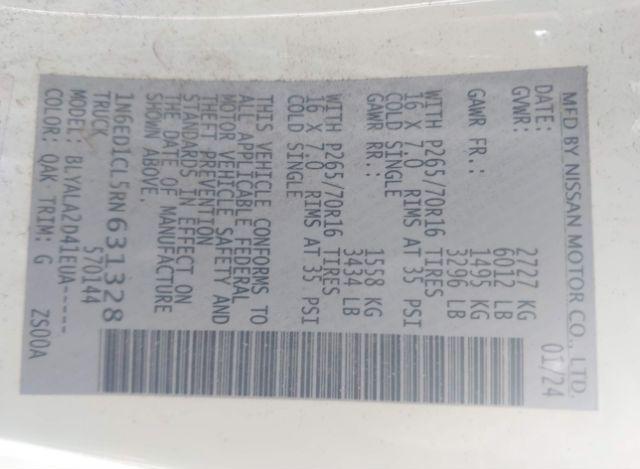 MFD BY NISSAN MOTOR CO., LTD.
DATE: 01/24
GVWR: 2727 KG
6012 LB
GAWR FR.: 1495 KG
3296 LB
WITH P265/70R16 TIRES
16 X 7.0 RIMS AT 35 PSI
COLD SINGLE
GAWR RR.: 1558 KG
3434 LB
WITH P265/70R16 TIRES
16 X 7.0 RIMS AT 35 PSI
COLD SINGLE
THIS VEHICLE CONFORMS TO
ALL APPLICABLE FEDERAL
MOTOR VEHICLE SAFETY AND
THEFT PREVENTION
STANDARDS IN EFFECT ON
THE DATE OF MANUFACTURE
SHOWN ABOVE.
1N6ED1CL5RN631328
TRUCK 570144
MODEL: BLYALA2D41EUA-----
COLOR: QAK TRIM: G ZS00A